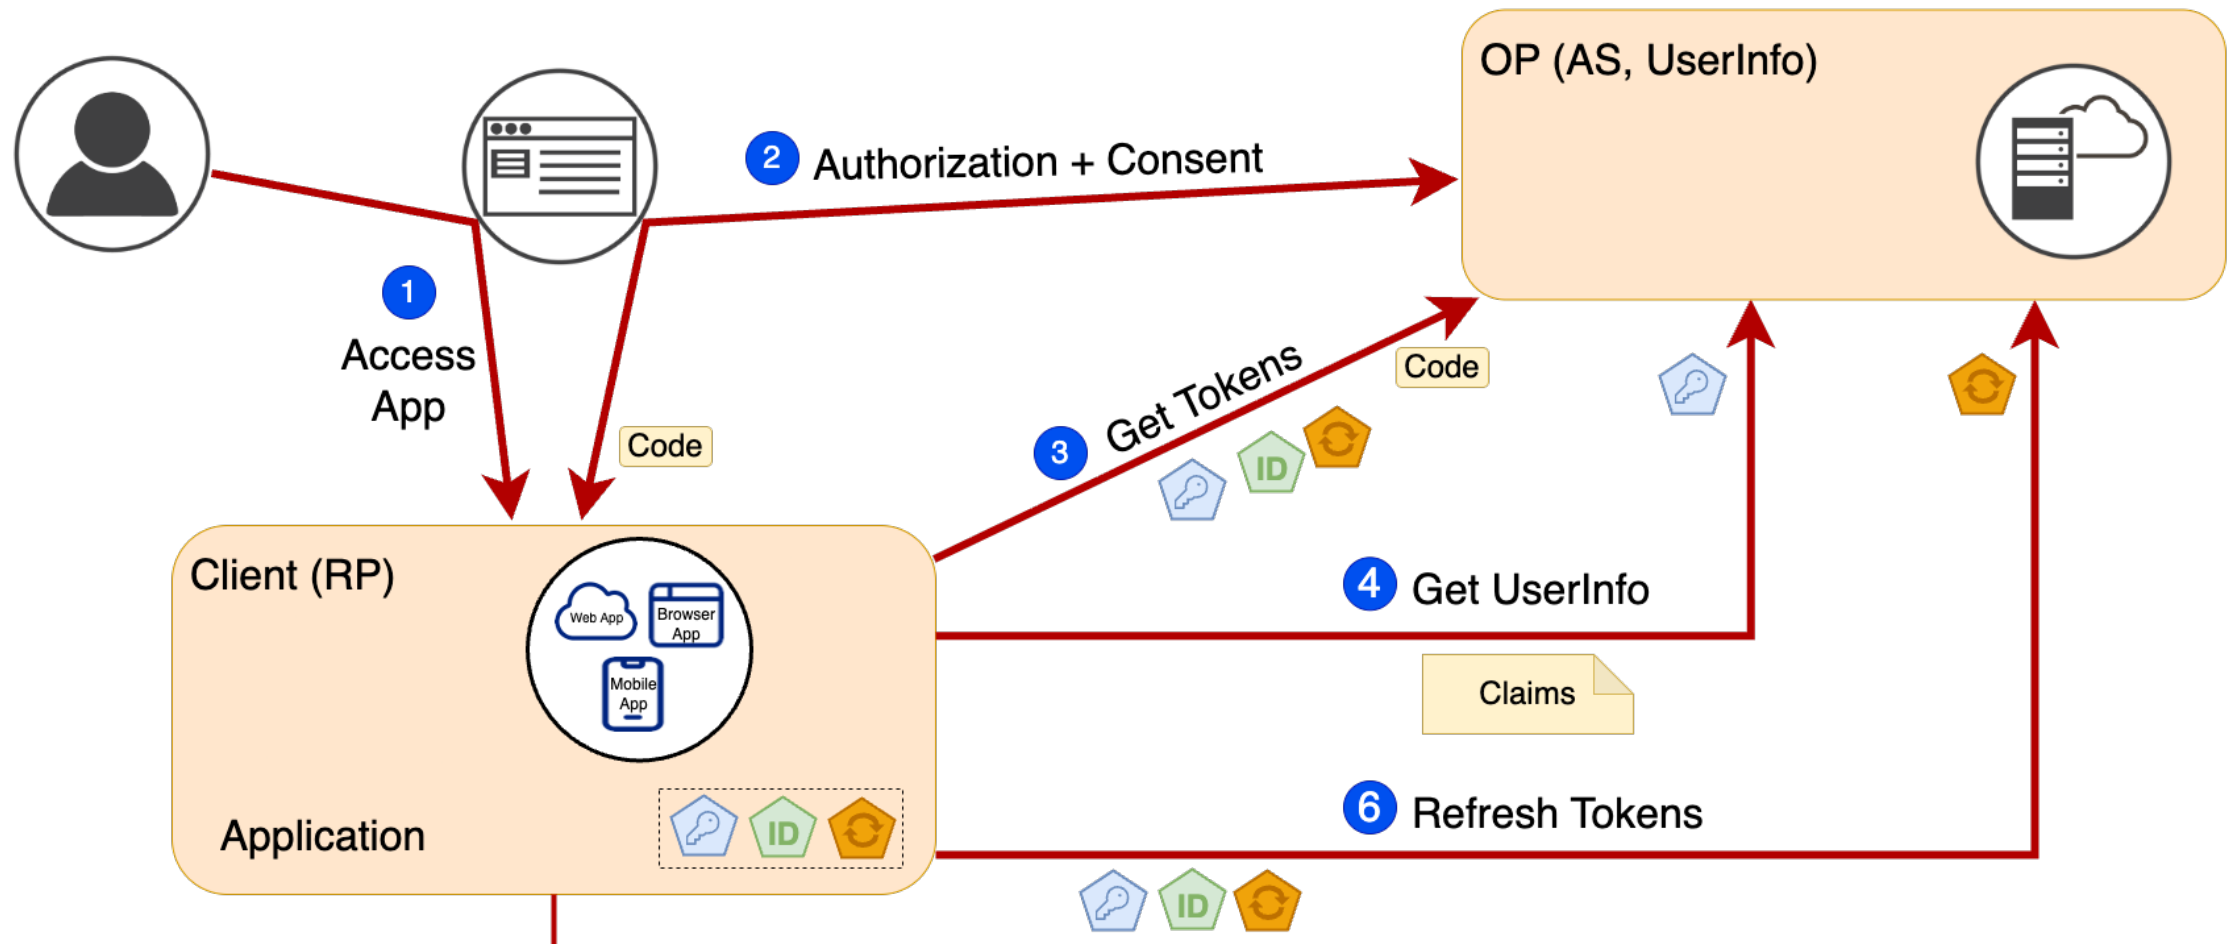 OP (AS, UserInfo)
2
Authorization + Consent
1
Access
App
Code
3
Get Tokens
Code
ID
Client (RP)
Web App
Browser
App
Mobile
App
4
Get UserInfo
Claims
Application
ID
6
Refresh Tokens
ID